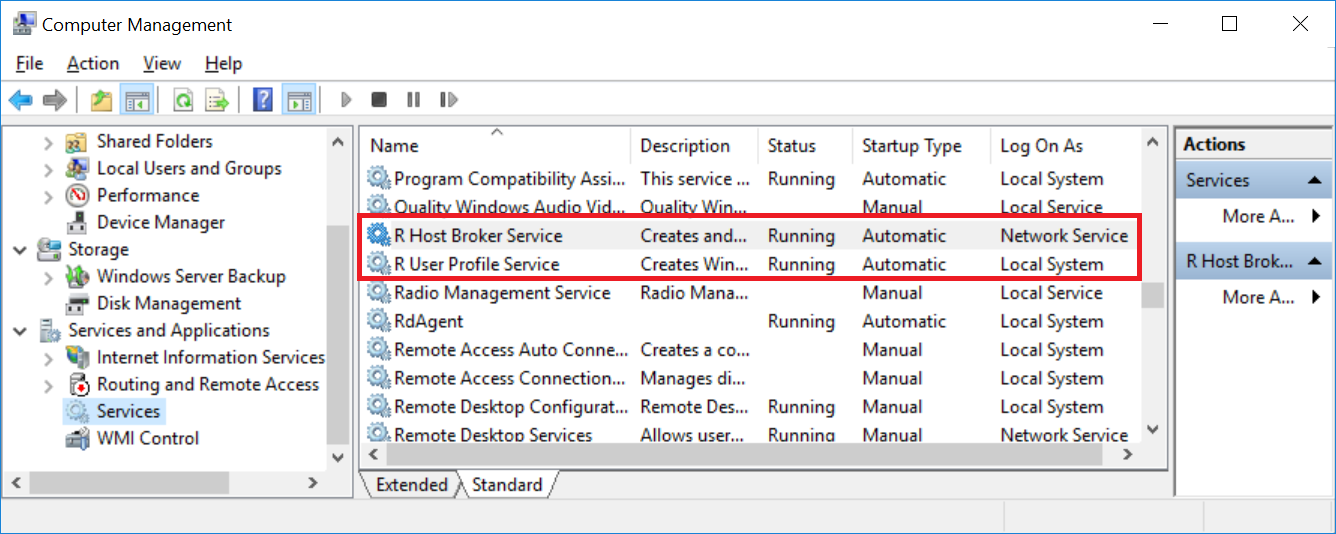 Computer Management
File Action View Help
Shared Folders
Local Users and Groups
Performance
Device Manager
Storage
Windows Server Backup
Disk Management
Services and Applications
Internet Information Services
Routing and Remote Access
Services
WMI Control
Name Description Status Startup Type Log On As
Program Compatibility Assi... This service ... Running Automatic Local System
Quality Windows Audio Vid... Quality Win... Manual Local Service
R Host Broker Service Creates and... Running Automatic Network Service
R User Profile Service Creates Win... Running Automatic Local System
Radio Management Service Radio Mana... Manual Local Service
RdAgent Running Automatic Local System
Remote Access Auto Conne... Creates a co... Manual Local System
Remote Access Connection... Manages di... Manual Local System
Remote Desktop Configurat... Remote Des... Running Manual Local System
Remote Desktop Services Allows user... Running Manual Network Service
Extended Standard
Actions
Services
More A...
R Host Brok...
More A...